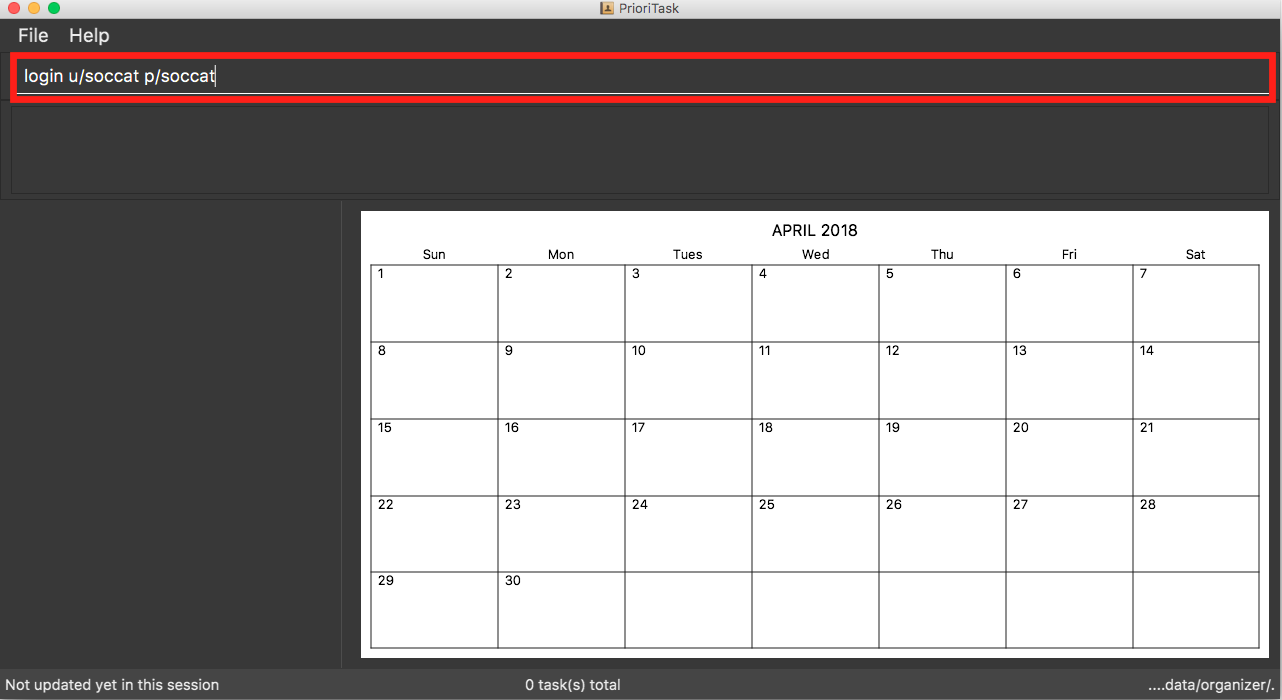 PrioriTask
File Help
login u/soccat p/soccat
APRIL 2018
Sun Mon Tues Wed Thu Fri Sat
1 2 3 4 5 6 7
8 9 10 11 12 13 14
15 16 17 18 19 20 21
22 23 24 25 26 27 28
29 30
Not updated yet in this session 0 task(s) total ....data/organizer/.